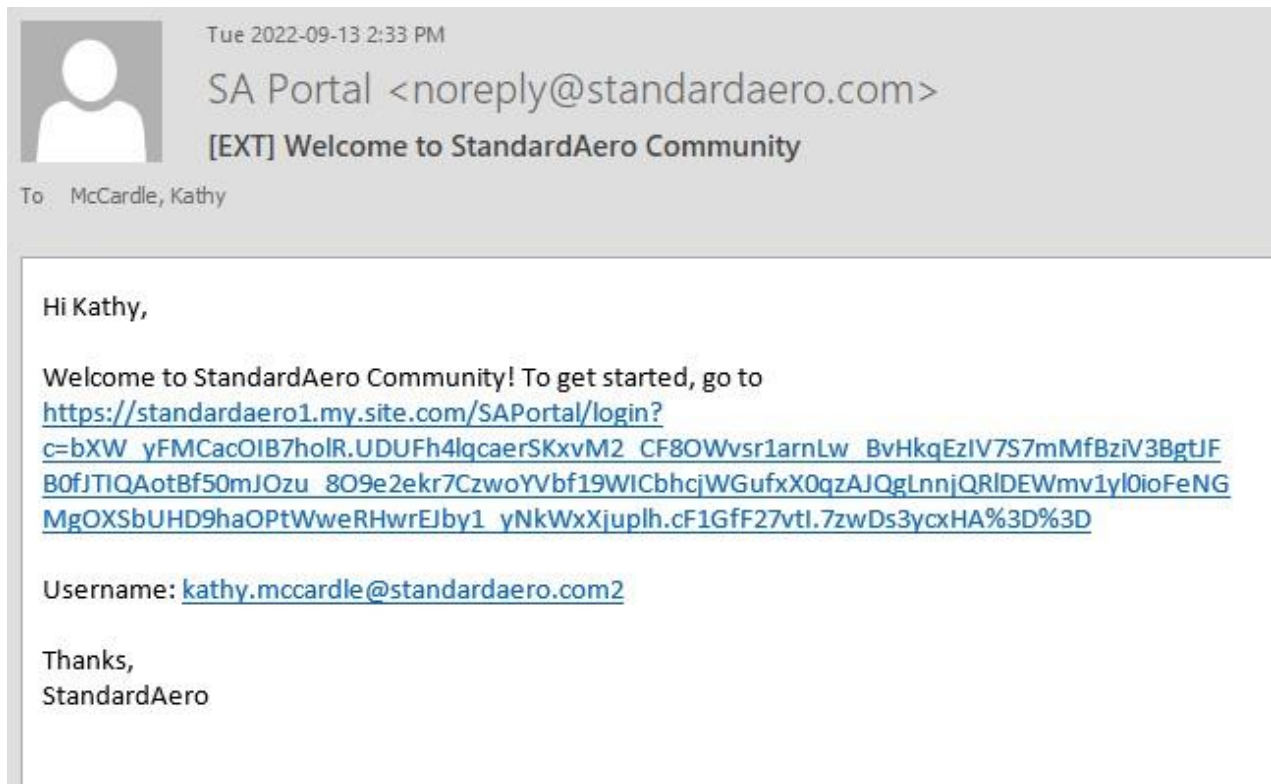 Tue 2022-09-13 2:33 PM
SA Portal <noreply@standardaero.com>
[EXT] Welcome to StandardAero Community
To McCardle, Kathy
Hi Kathy,
Welcome to StandardAero Community! To get started, go to
https://standardaero1.my.site.com/SAPortal/login?
c=bXW_yFMCacOIB7holR.UDUFh4lqcaerSKxvM2_CF8OWvsr1arnLw_BvHkqEzIV7S7mMfBziV3BgtJF
B0fJTIQAotBf50mJOzu_8O9e2ekr7CzwoYVbf19WICbhcjWGufxX0qzAJQgLnnjQRlDEWmv1yl0ioFeNG
MgOXSbUHD9haOPtWweRHwrEJby1_yNkWxXjuplh.cF1GfF27vtI.7zwDs3ycxHA%3D%3D
Username: kathy.mccardle@standardaero.com2
Thanks,
StandardAero